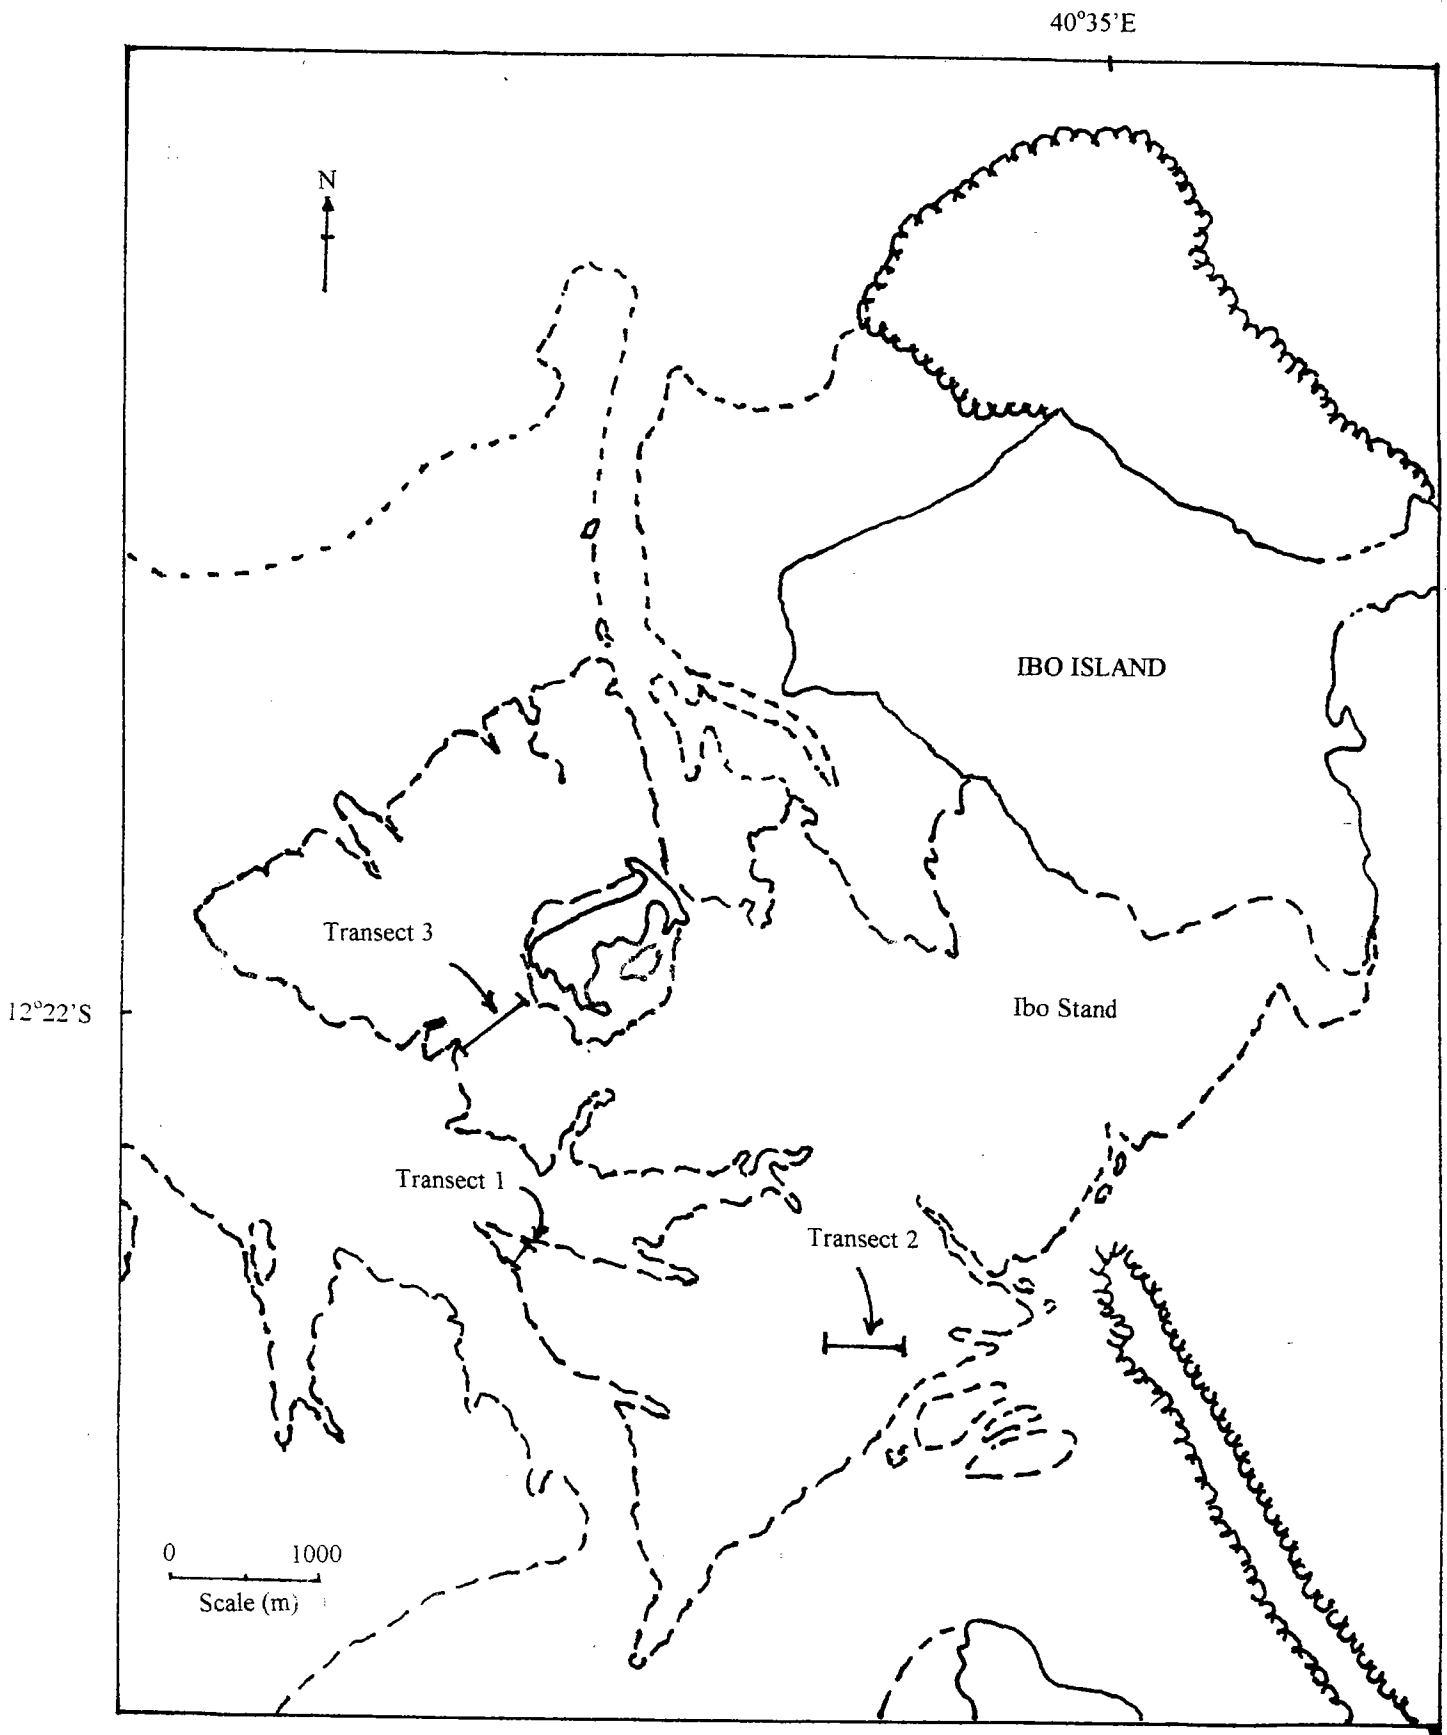 40°35'E
N
IBO ISLAND
Transect 3
12°22'S
Ibo Stand
Transect 1
Transect 2
0 1000
Scale (m)